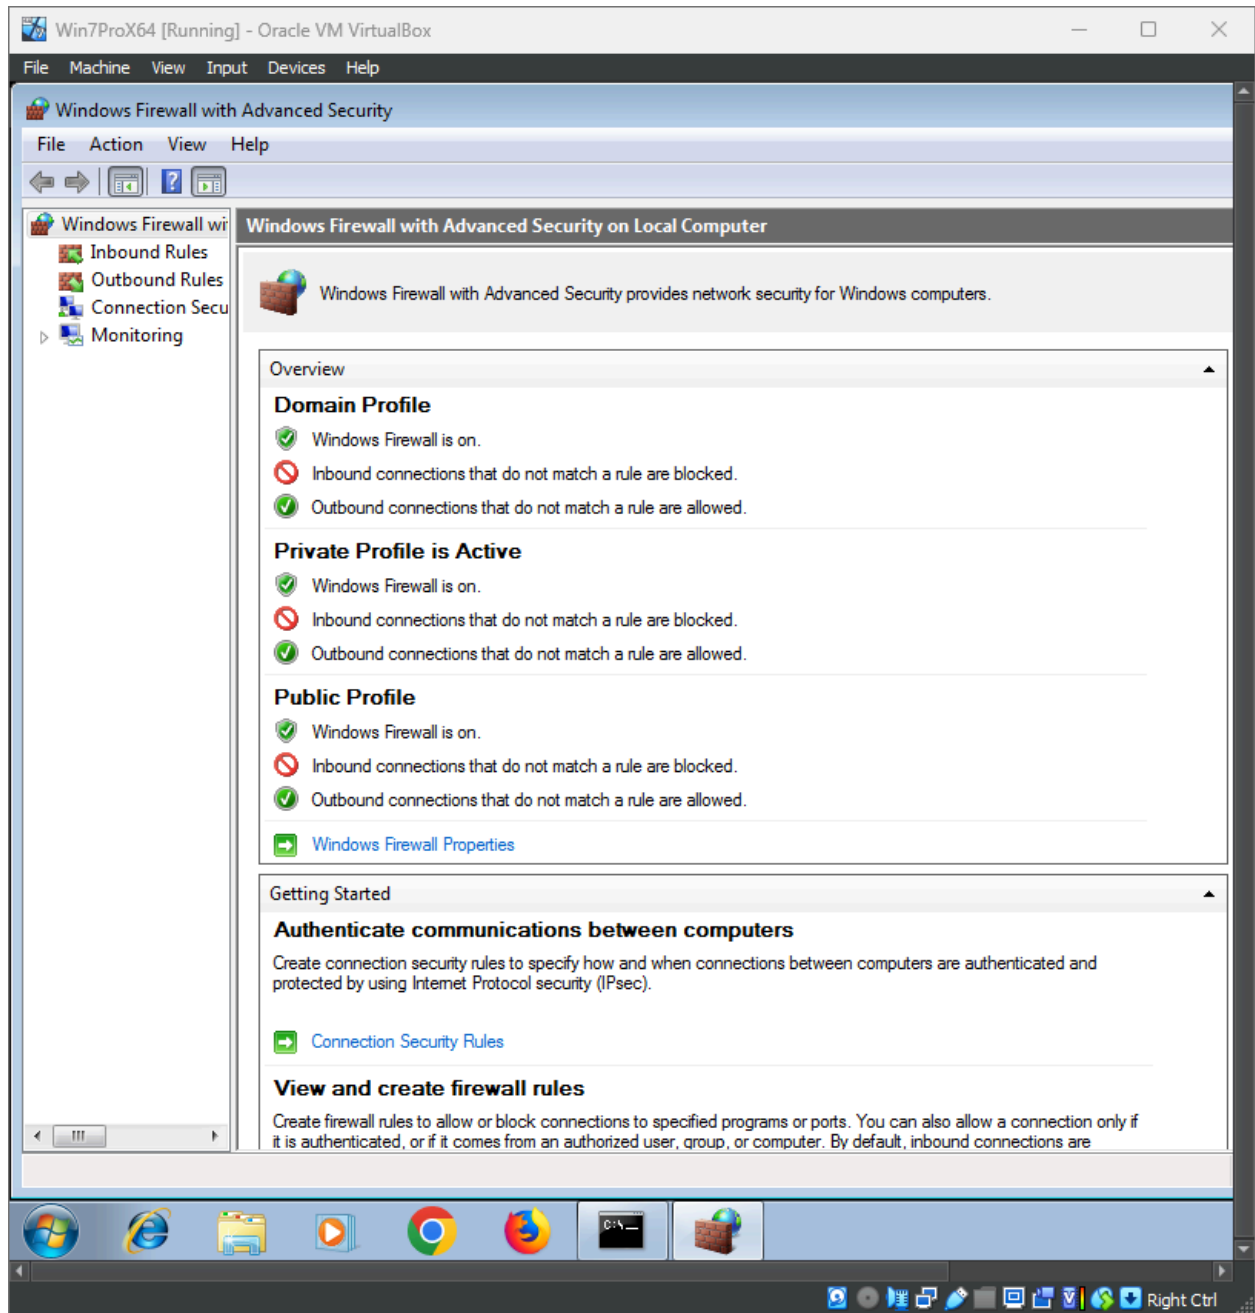 Win7ProX64 [Running] - Oracle VM VirtualBox
File Machine View Input Devices Help
Windows Firewall with Advanced Security
File Action View Help
Windows Firewall wi
Inbound Rules
Outbound Rules
Connection Secu
Monitoring
Windows Firewall with Advanced Security on Local Computer
Windows Firewall with Advanced Security provides network security for Windows computers.
Overview
Domain Profile
Windows Firewall is on.
Inbound connections that do not match a rule are blocked.
Outbound connections that do not match a rule are allowed.
Private Profile is Active
Windows Firewall is on.
Inbound connections that do not match a rule are blocked.
Outbound connections that do not match a rule are allowed.
Public Profile
Windows Firewall is on.
Inbound connections that do not match a rule are blocked.
Outbound connections that do not match a rule are allowed.
Windows Firewall Properties
Getting Started
Authenticate communications between computers
Create connection security rules to specify how and when connections between computers are authenticated and
protected by using Internet Protocol security (IPsec).
Connection Security Rules
View and create firewall rules
Create firewall rules to allow or block connections to specified programs or ports. You can also allow a connection only if
it is authenticated, or if it comes from an authorized user, group, or computer. By default, inbound connections are
C:\
Right Ctrl